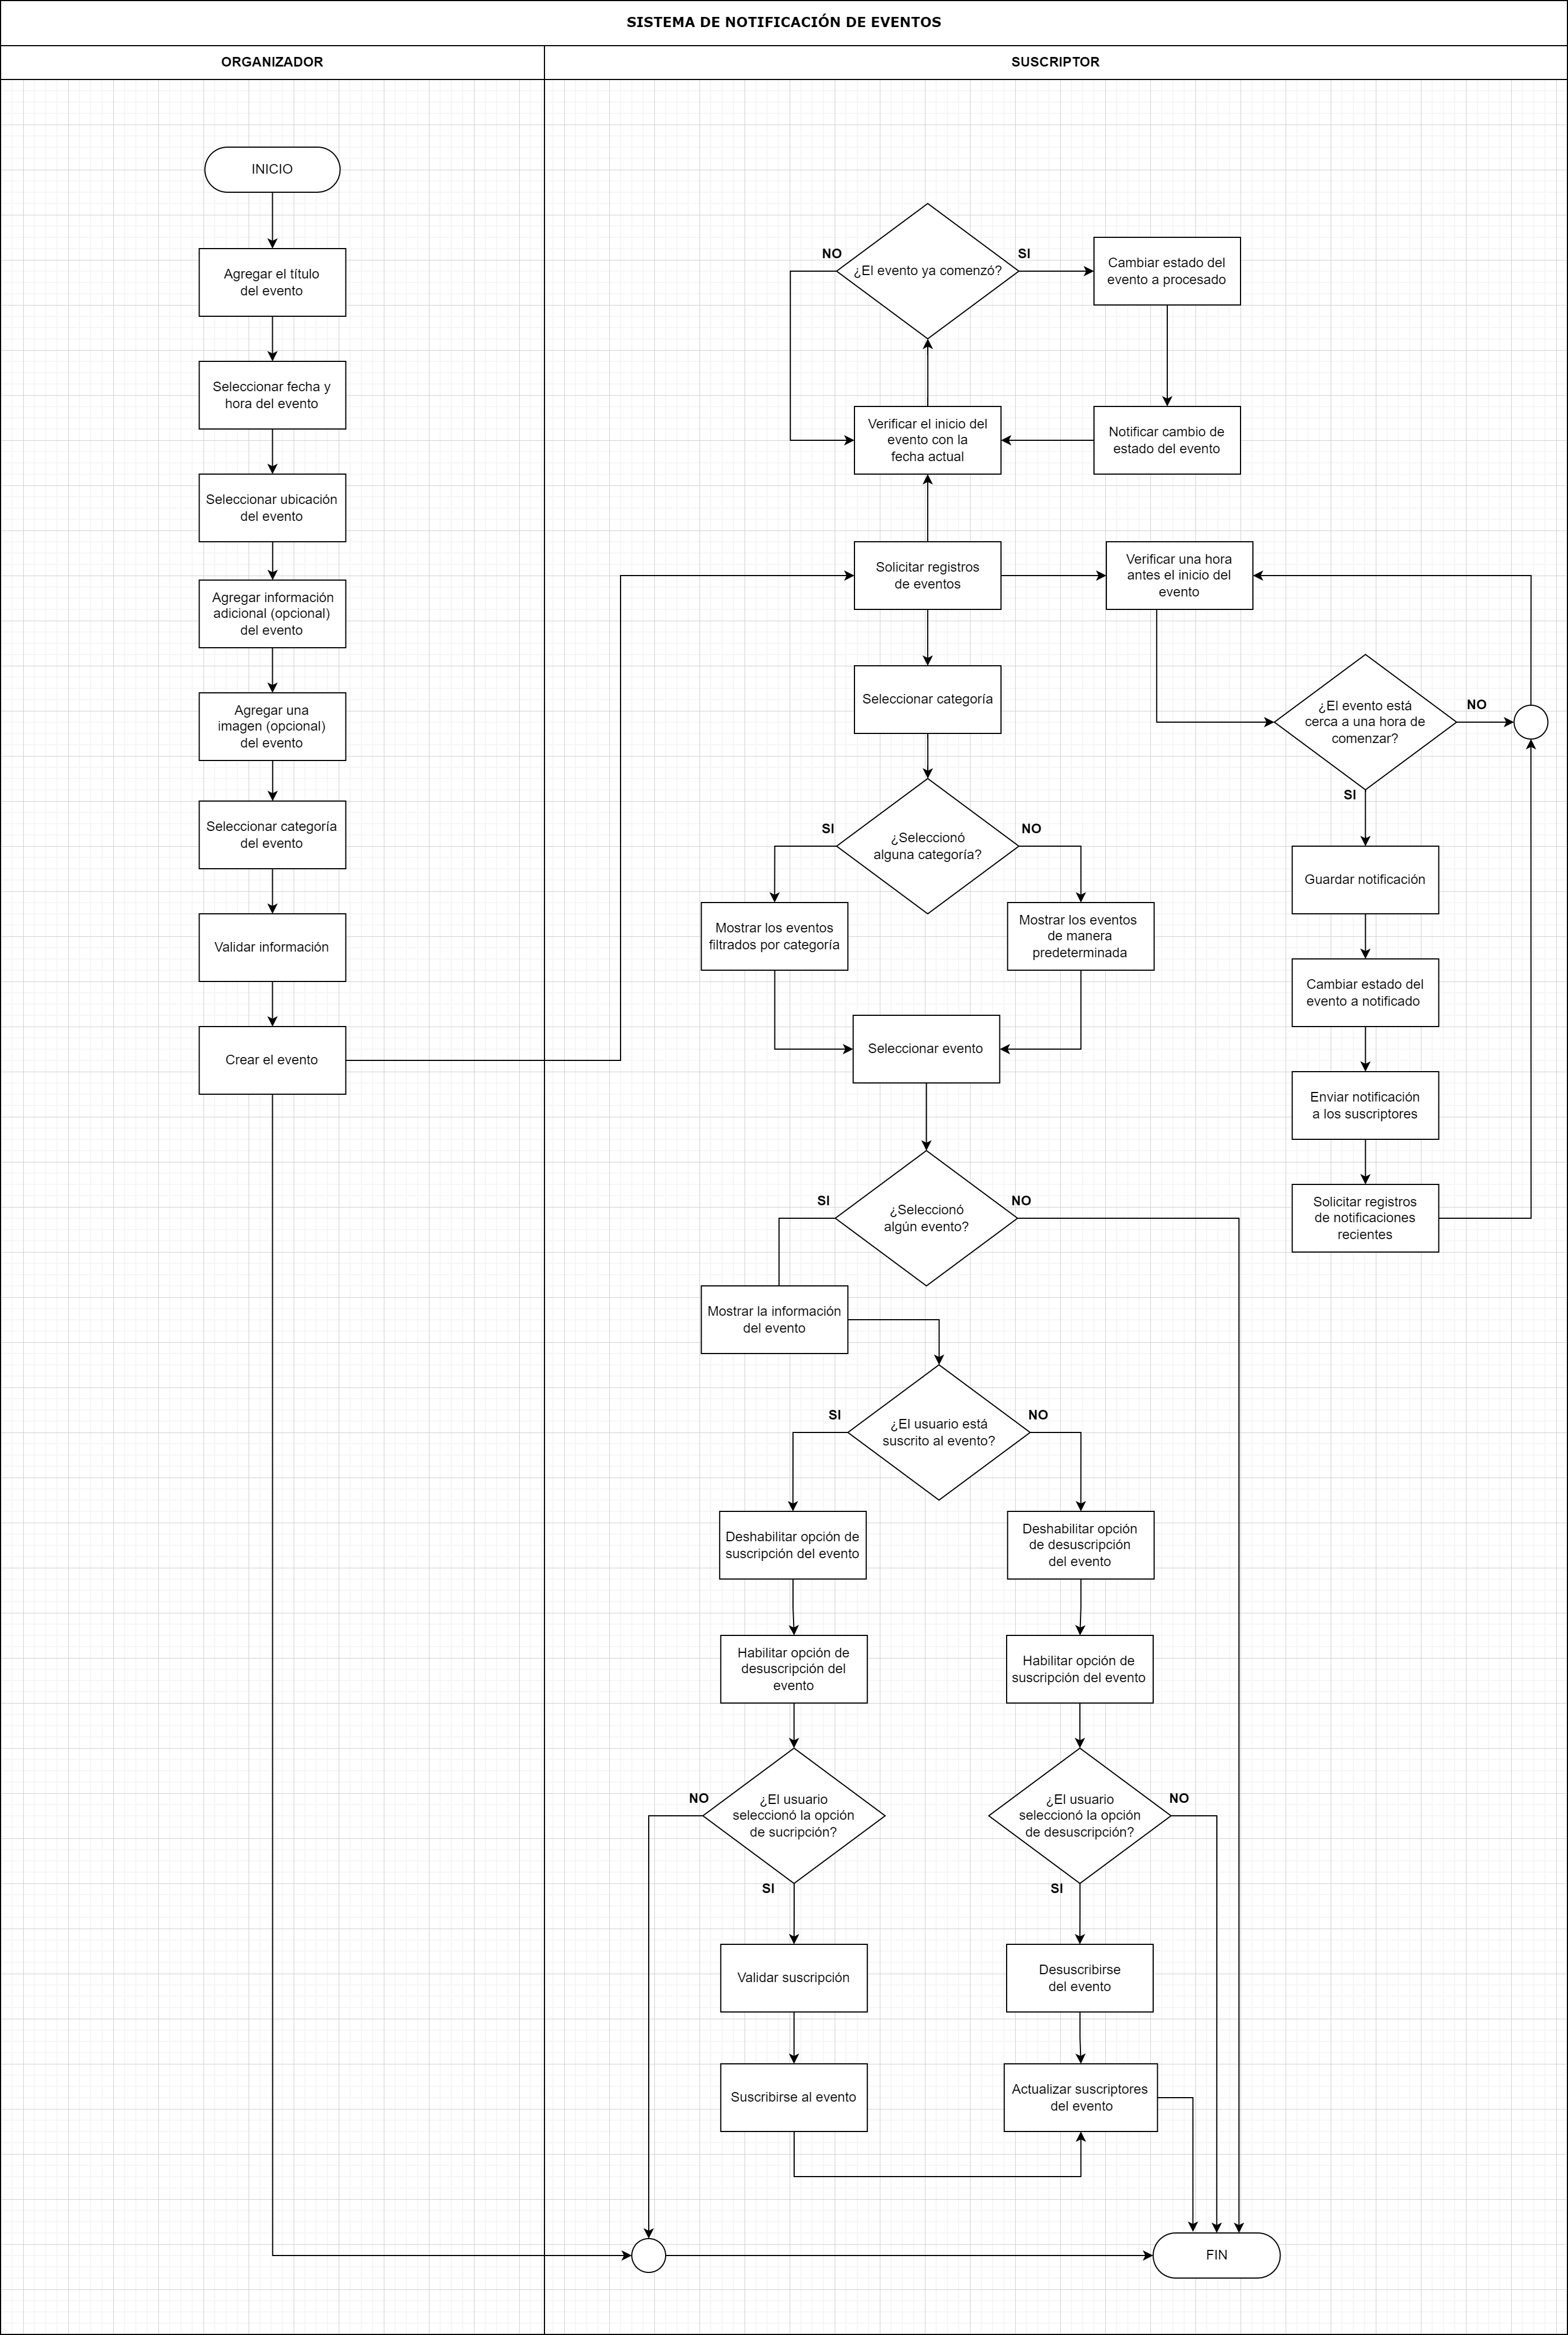 SISTEMA DE NOTIFICACIÓN DE EVENTOS
ORGANIZADOR
SUSCRIPTOR
INICIO
Agregar el título
del evento
Seleccionar fecha y
hora del evento
Seleccionar ubicación
del evento
Agregar información
adicional (opcional)
del evento
Agregar una
imagen (opcional)
del evento
Seleccionar categoría
del evento
Validar información
Crear el evento
NO
¿El evento ya comenzó?
SI
Cambiar estado del
evento a procesado
Verificar el inicio del
evento con la
fecha actual
Notificar cambio de
estado del evento
Solicitar registros
de eventos
Verificar una hora
antes el inicio del
evento
Seleccionar categoría
¿El evento está
cerca a una hora de
comenzar?
NO
SI
SI
¿Seleccionó
alguna categoría?
NO
Guardar notificación
Mostrar los eventos
filtrados por categoría
Mostrar los eventos
de manera
predeterminada
Cambiar estado del
evento a notificado
Seleccionar evento
Enviar notificación
a los suscriptores
SI
¿Seleccionó
algún evento?
NO
Solicitar registros
de notificaciones
recientes
Mostrar la información
del evento
SI
¿El usuario está
suscrito al evento?
NO
Deshabilitar opción de
suscripción del evento
Deshabilitar opción
de desuscripción
del evento
Habilitar opción de
desuscripción del
evento
Habilitar opción de
suscripción del evento
NO
¿El usuario
seleccionó la opción
de sucripción?
SI
¿El usuario
seleccionó la opción
de desuscripción?
NO
SI
Validar suscripción
Desuscribirse
del evento
Suscribirse al evento
Actualizar suscriptores
del evento
FIN